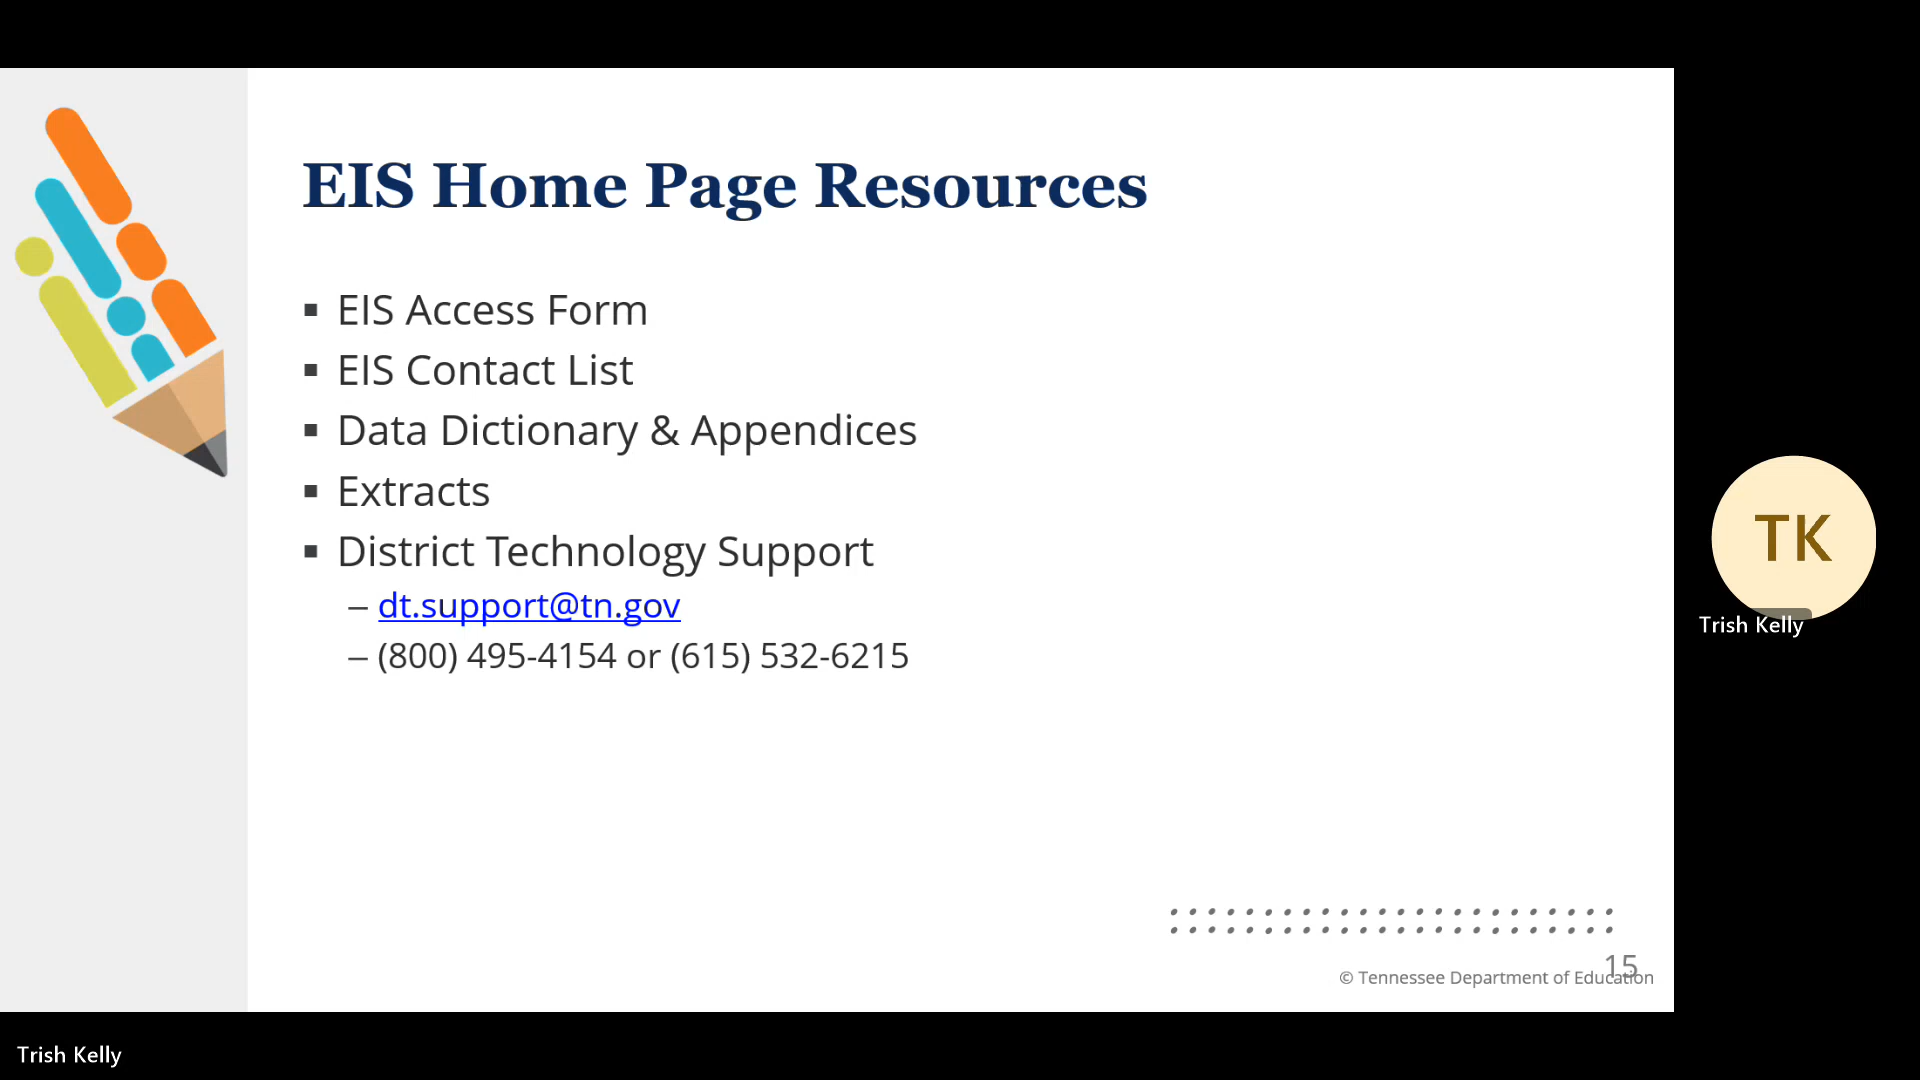 EIS Home Page Resources
▪ EIS Access Form
▪ EIS Contact List
▪ Data Dictionary & Appendices
▪ Extracts
▪ District Technology Support
– dt.support@tn.gov
– (800) 495-4154 or (615) 532-6215
TK
Trish Kelly
15
© Tennessee Department of Education
Trish Kelly